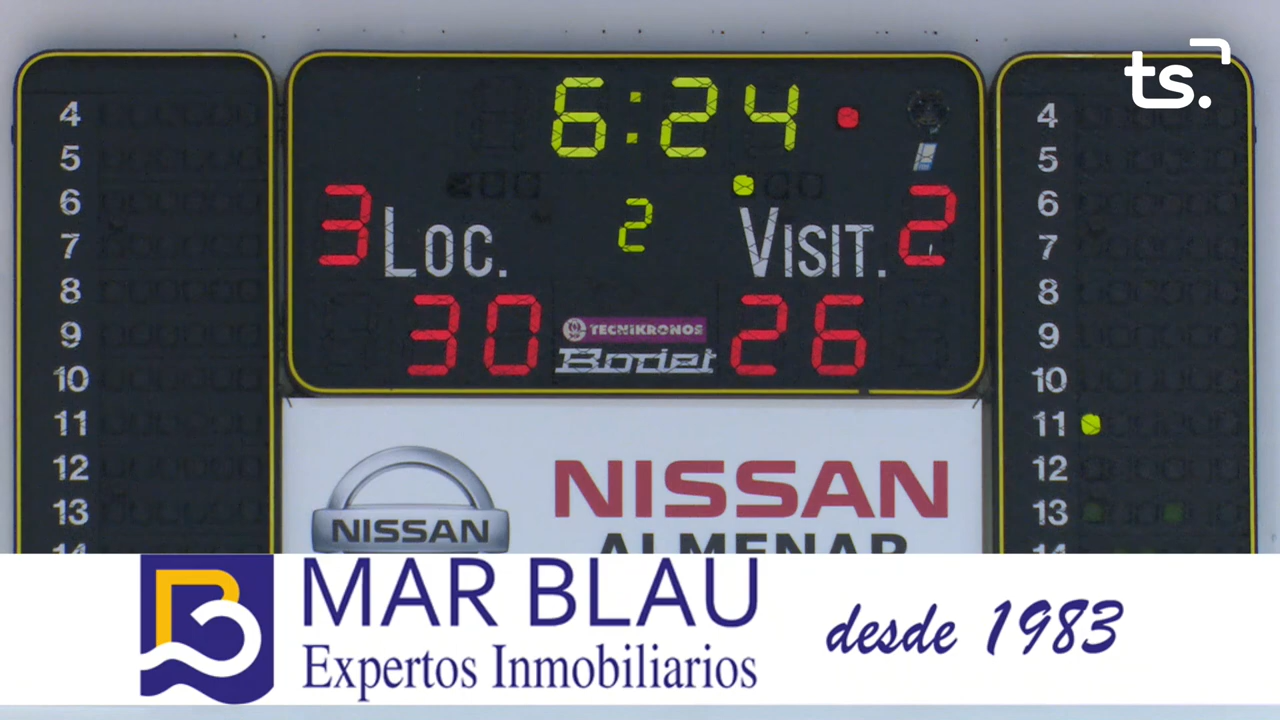 ts.
6:24
3 LOC. 2 VISIT. 2
30 26
TECNIKRONOS
Bodet
4
5
6
7
8
9
10
11
12
13
14
4
5
6
7
8
9
10
11
12
13
14
NISSAN
NISSAN
ALMENAR
MAR BLAU
Expertos Inmobiliarios
desde 1983